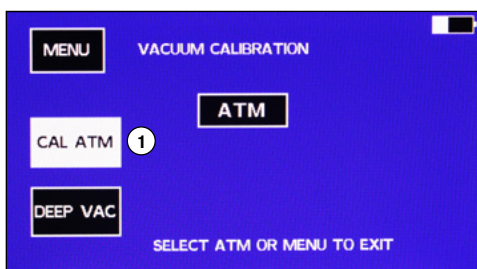 MENU
VACUUM CALIBRATION
ATM
CAL ATM
1
DEEP VAC
SELECT ATM OR MENU TO EXIT